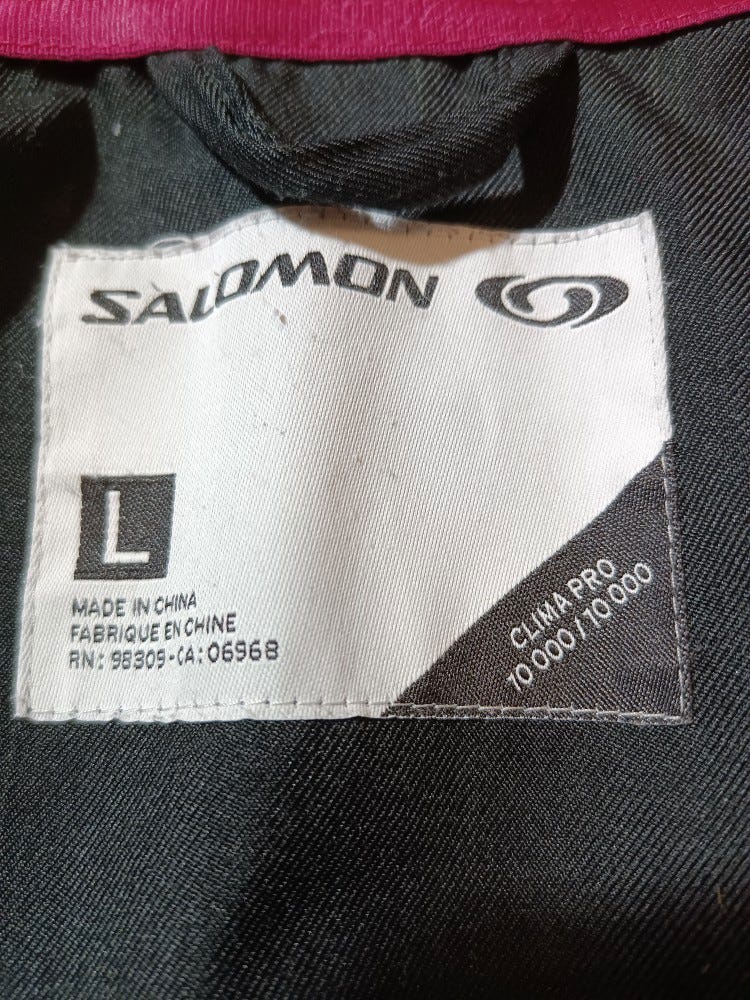 SALOMON
L
MADE IN CHINA
FABRIQUE EN CHINE
RN: 98309-CA: 06968
CLIMA PRO
10 000 / 10 000